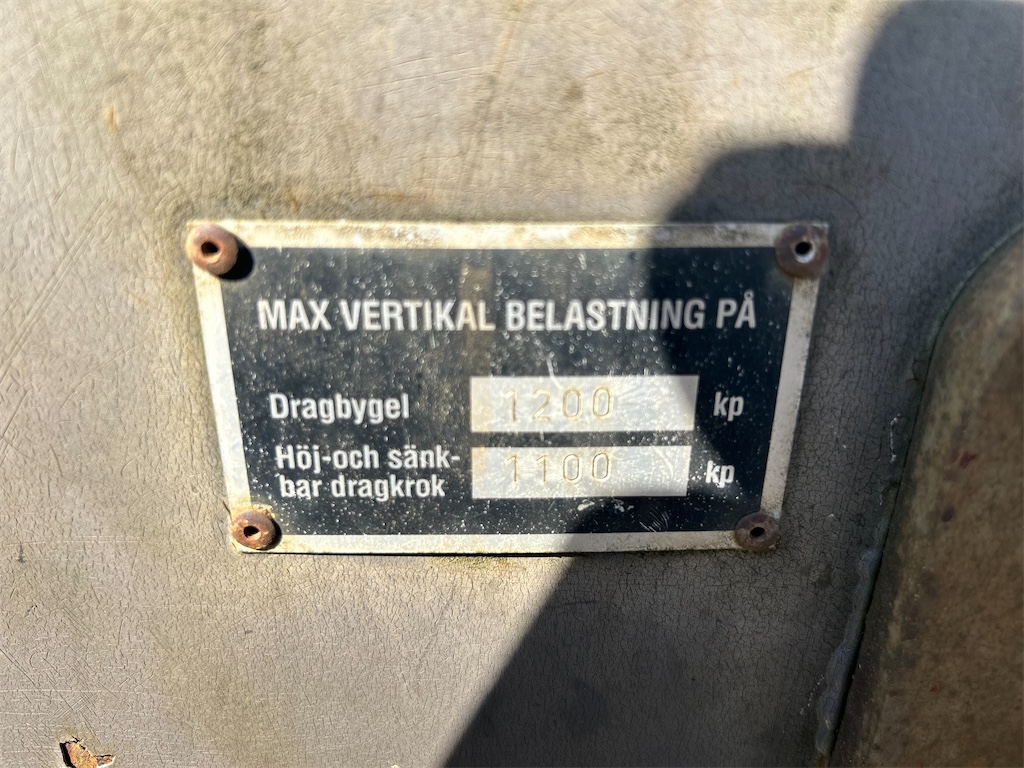 MAX VERTIKAL BELASTNING PÅ
Dragbygel 1200 kp
Höj-och sänk-
bar dragkrok 1100 kp